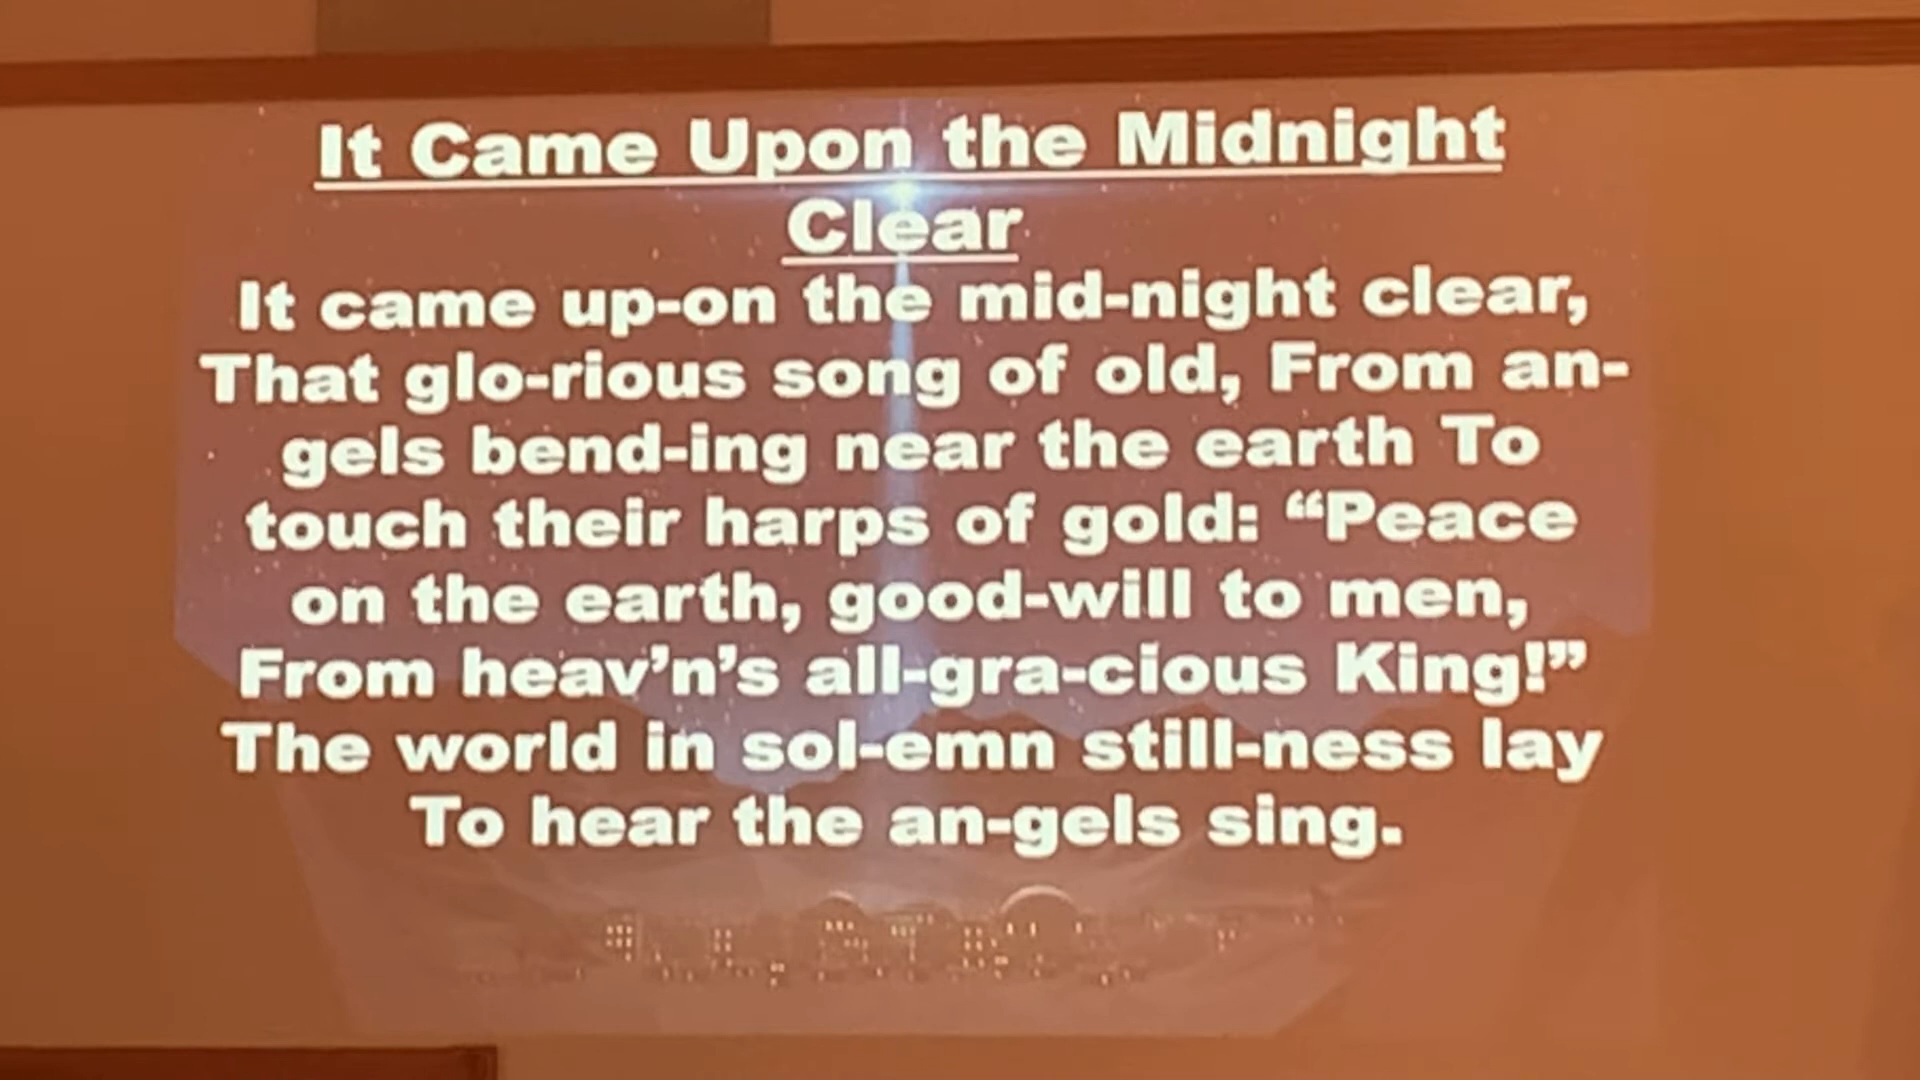 It Came Upon the Midnight
Clear
It came up-on the mid-night clear,
That glo-rious song of old, From an-
gels bend-ing near the earth To
touch their harps of gold: “Peace
on the earth, good-will to men,
From heav’n’s all-gra-cious King!”
The world in sol-emn still-ness lay
To hear the an-gels sing.